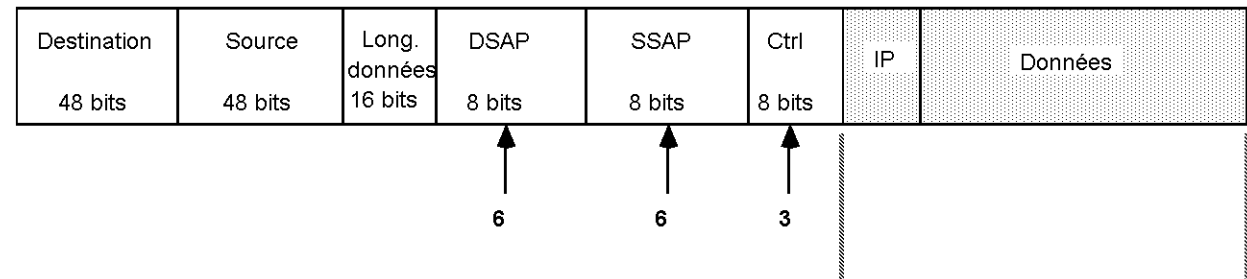 Destination
48 bits
Source
48 bits
Long.
données
16 bits
DSAP
8 bits
SSAP
8 bits
Ctrl
8 bits
IP
Données
6
6
3